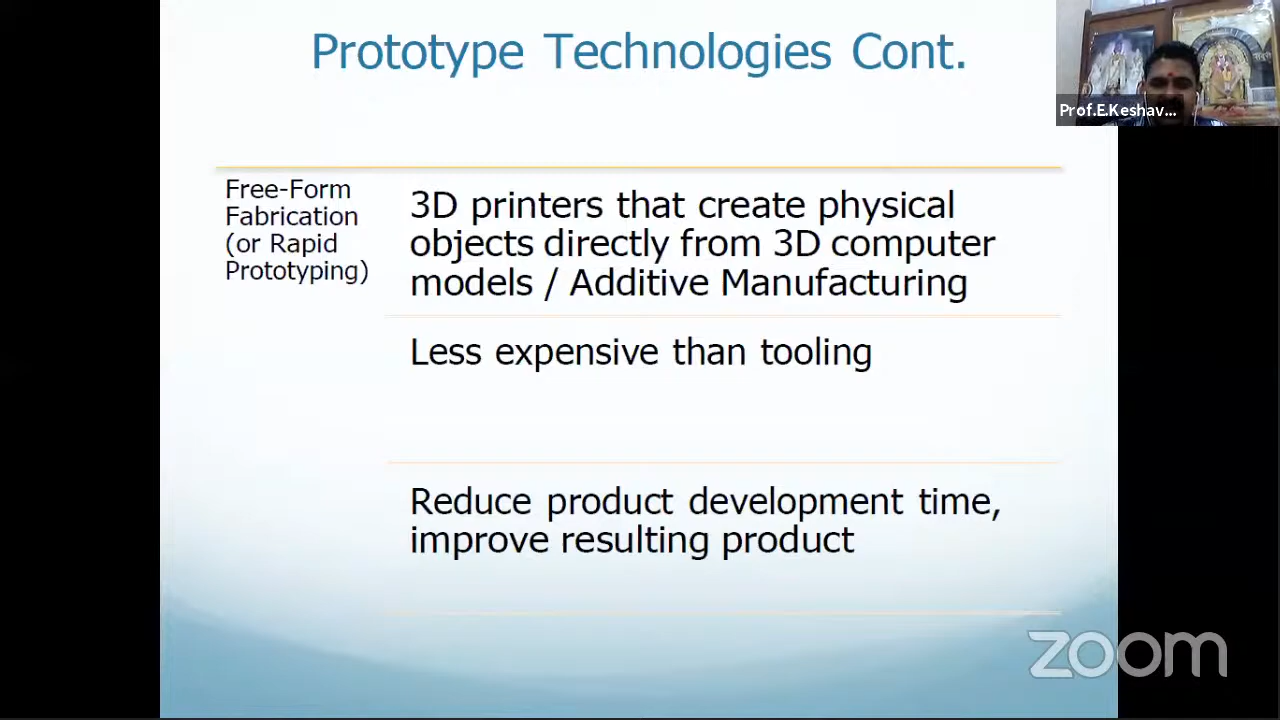 Prototype Technologies Cont.
Prof.E.Keshav...
Free-Form
Fabrication
(or Rapid
Prototyping)
3D printers that create physical
objects directly from 3D computer
models / Additive Manufacturing
Less expensive than tooling
Reduce product development time,
improve resulting product
zoom